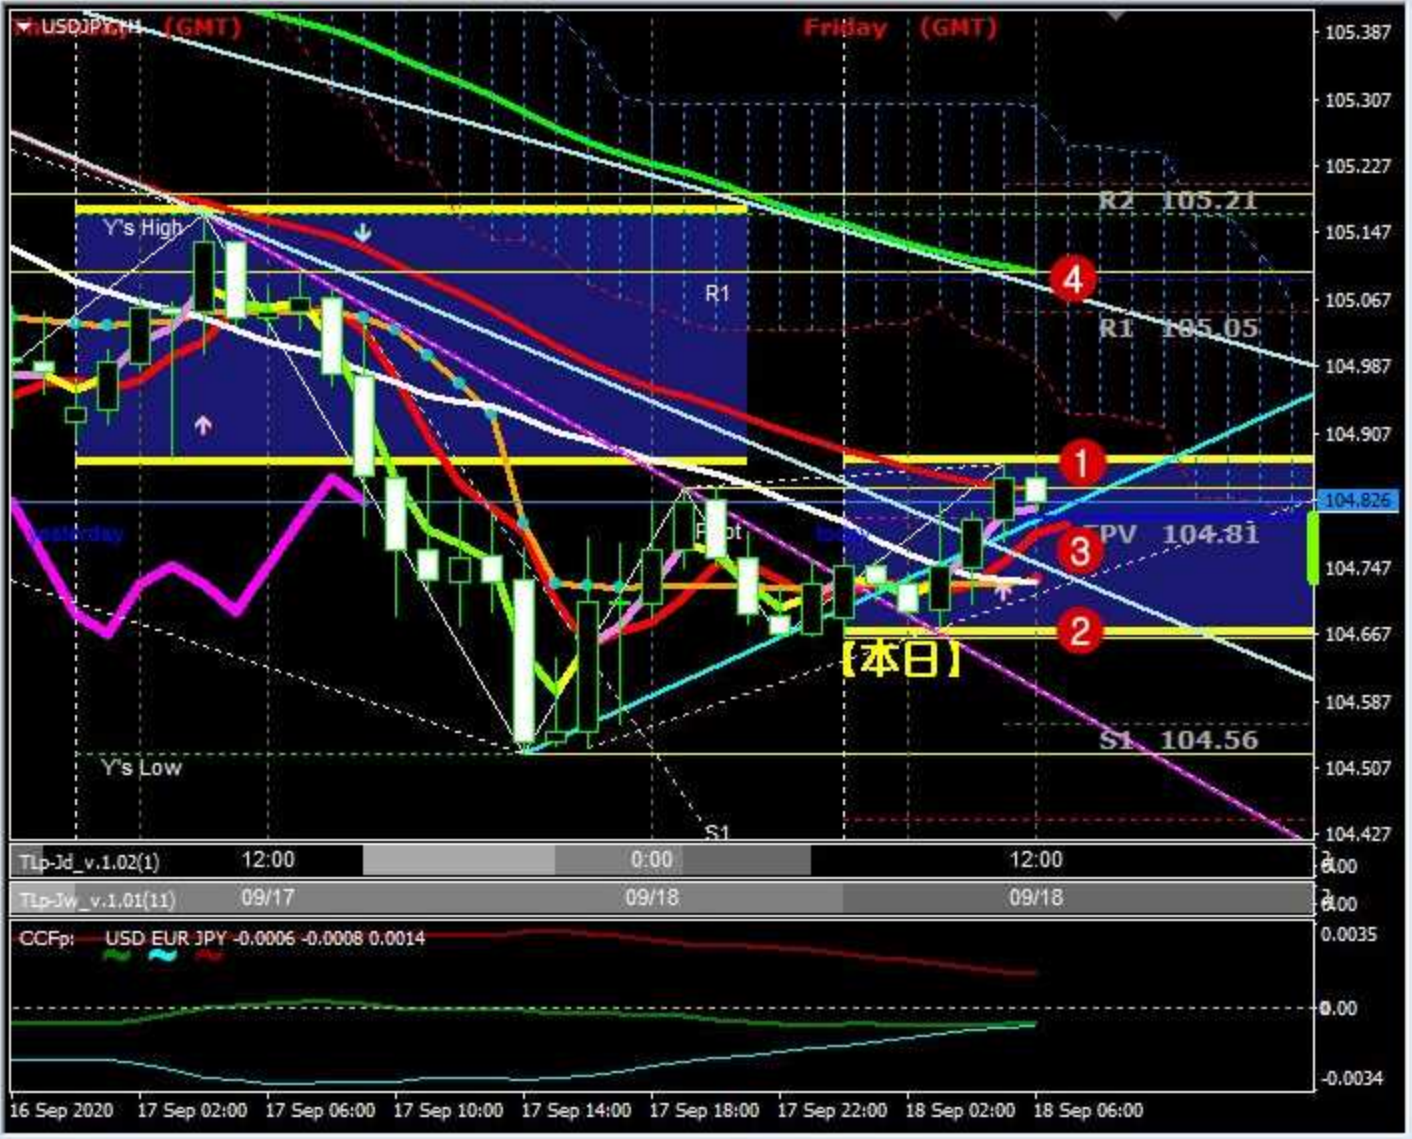 USDJPY,H1
(GMT)
Friday (GMT)
105.387
105.307
105.227
R2 105.21
Y's High
105.147
4
105.067
R1
R1 105.05
104.987
104.907
1
104.826
yesterday
Pivot
PV 104.81
3
104.747
2
104.667
【本日】
104.587
S1 104.56
Y's Low
104.507
S1
104.427
TLp-Jd_v.1.02(1) 12:00 0:00 12:00
TLp-Jw_v.1.01(11) 09/17 09/18 09/18
CCFp: USD EUR JPY -0.0006 -0.0008 0.0014
0.0035
0.00
-0.0034
16 Sep 2020 17 Sep 02:00 17 Sep 06:00 17 Sep 10:00 17 Sep 14:00 17 Sep 18:00 17 Sep 22:00 18 Sep 02:00 18 Sep 06:00